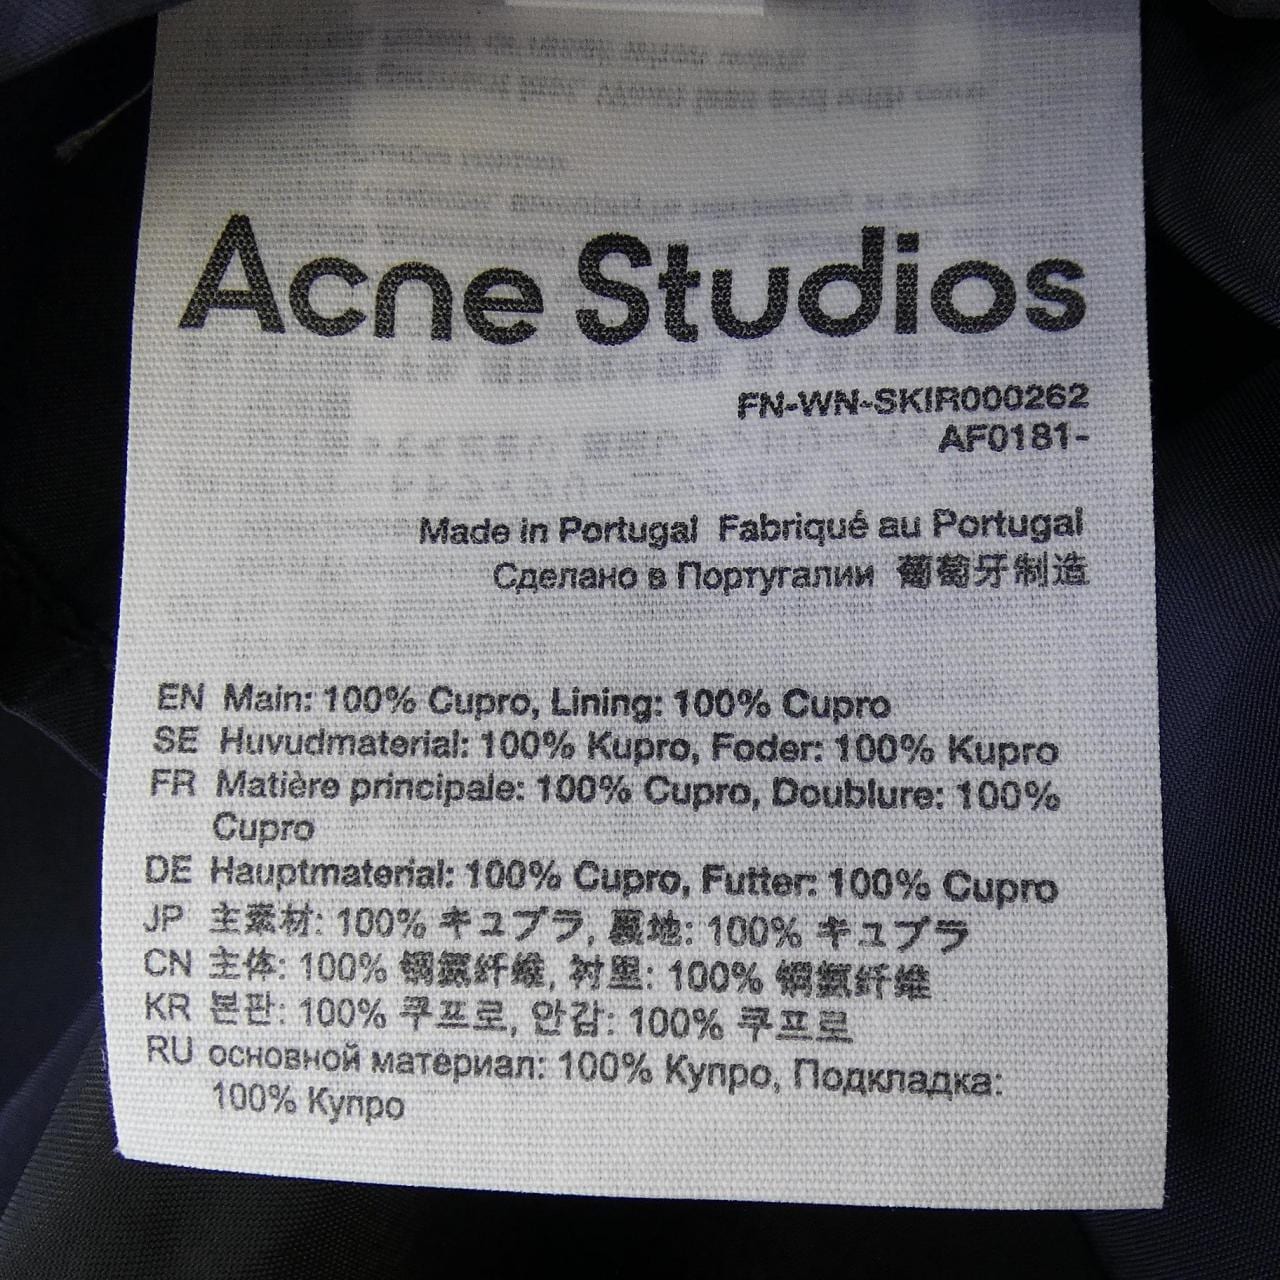 Acne Studios
FN-WN-SKIR000262
AF0181-
Made in Portugal Fabriqué au Portugal
Сделано в Португалии 葡萄牙制造
EN Main: 100% Cupro, Lining: 100% Cupro
SE Huvudmaterial: 100% Kupro, Foder: 100% Kupro
FR Matière principale: 100% Cupro, Doublure: 100%
Cupro
DE Hauptmaterial: 100% Cupro, Futter: 100% Cupro
JP 主素材: 100% キュプラ, 裏地: 100% キュプラ
CN 主体: 100% 铜氨纤维, 衬里: 100% 铜氨纤维
KR 본판: 100% 쿠프로, 안감: 100% 쿠프로
RU основной материал: 100% Купро, Подкладка:
100% Купро